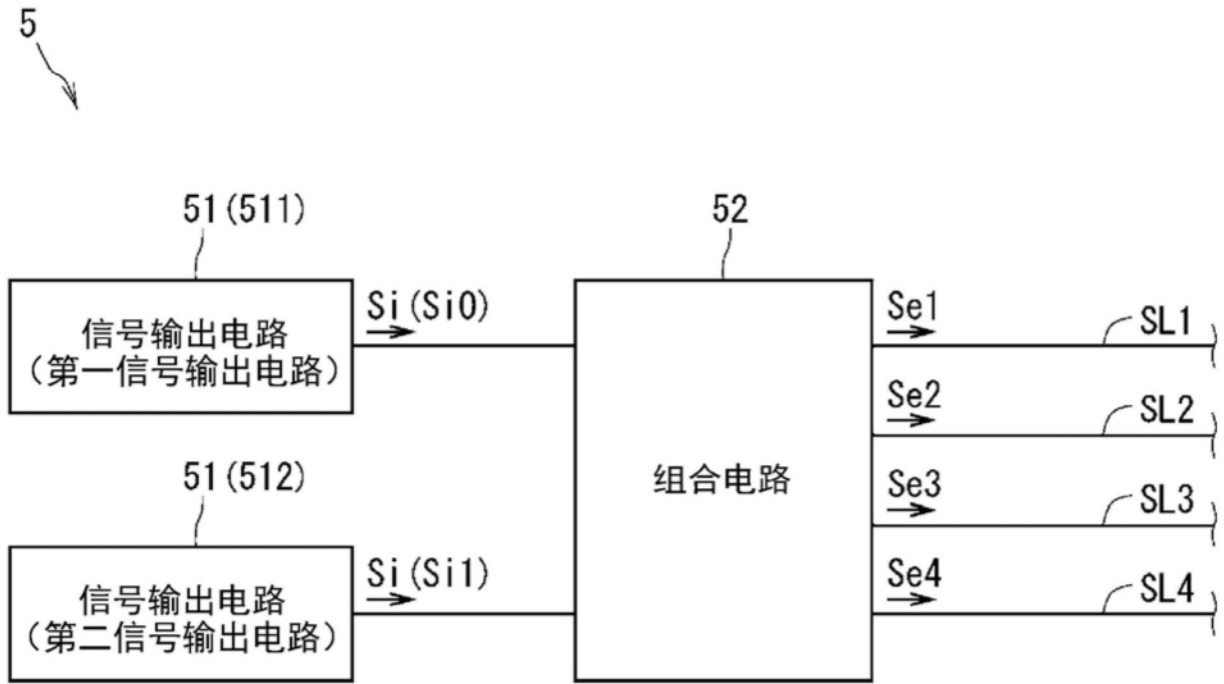 5
51(511)
52
信号输出电路
（第一信号输出电路）
Si(Si0)
Se1
SL1
Se2
SL2
51(512)
组合电路
Se3
SL3
信号输出电路
（第二信号输出电路）
Si(Si1)
Se4
SL4